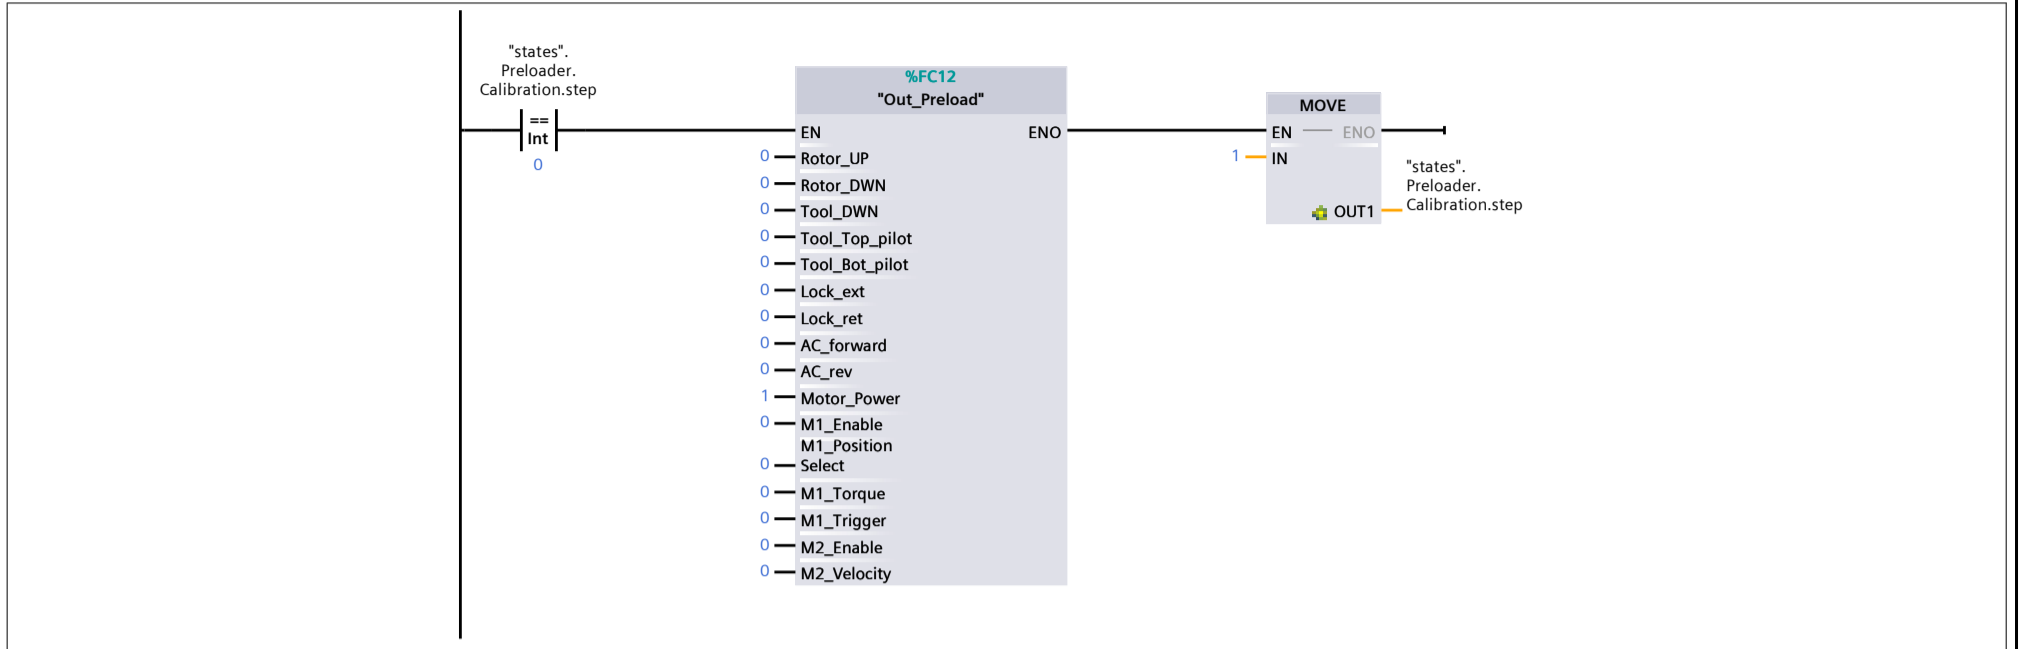 "states".
Preloader.
Calibration.step
==
Int
0
%FC12
"Out_Preload"
EN
ENO
0 Rotor_UP
0 Rotor_DWN
0 Tool_DWN
0 Tool_Top_pilot
0 Tool_Bot_pilot
0 Lock_ext
0 Lock_ret
0 AC_forward
0 AC_rev
1 Motor_Power
0 M1_Enable
M1_Position
0 Select
0 M1_Torque
0 M1_Trigger
0 M2_Enable
0 M2_Velocity
MOVE
EN ENO
1 IN
OUT1
"states".
Preloader.
Calibration.step